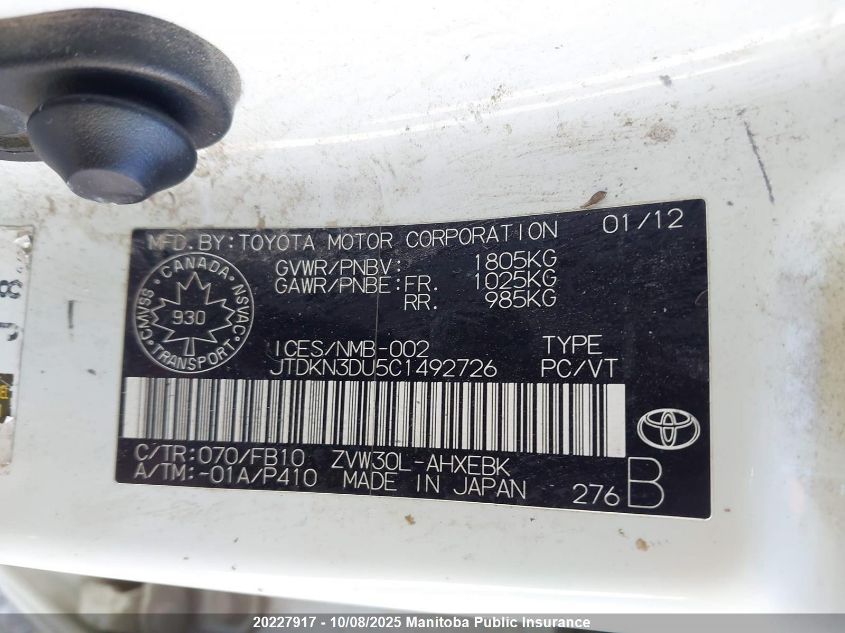 MFD. BY: TOYOTA MOTOR CORPORATION 01/12
GVWR/PNBV: 1805KG
GAWR/PNBE: FR. 1025KG
RR. 985KG
CANADA
CMVSS 930 NSVAC
TRANSPORT
ICES/NMB-002 TYPE
JTDKN3DU5C1492726 PC/VT
C/TR: 070/FB10 ZVW30L-AHXEBK
A/TM: -01A/P410 MADE IN JAPAN 276 B
20227917 - 10/08/2025 Manitoba Public Insurance